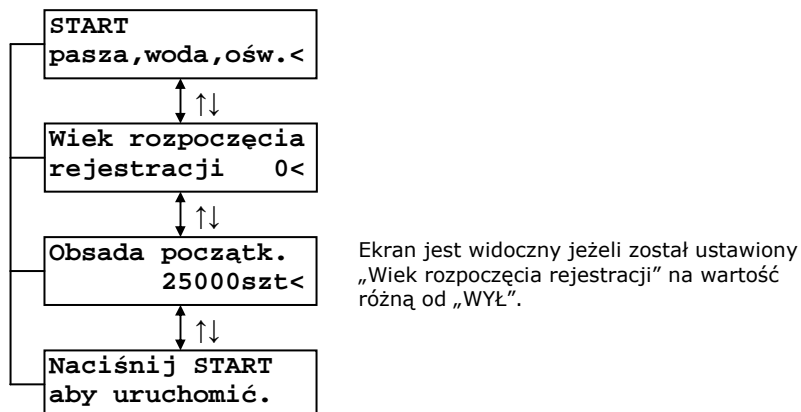 START
pasza,woda,ośw.<
↑↓
Wiek rozpoczęcia
rejestracji 0<
↑↓
Obsada początk.
25000szt<
Ekran jest widoczny jeżeli został ustawiony
„Wiek rozpoczęcia rejestracji” na wartość
różną od „WYŁ”.
↑↓
Naciśnij START
aby uruchomić.